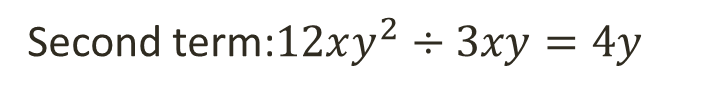 Second term:12xy² ÷ 3xy = 4y